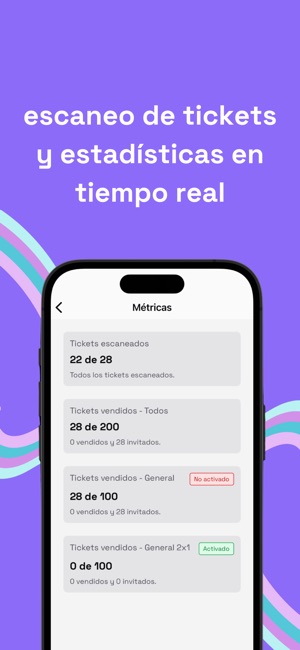 escaneo de tickets
y estadísticas en
tiempo real
Métricas
Tickets escaneados
22 de 28
Todos los tickets escaneados.
Tickets vendidos - Todos
28 de 200
0 vendidos y 28 invitados.
Tickets vendidos - General
No activado
28 de 100
0 vendidos y 28 invitados.
Tickets vendidos - General 2x1
Activado
0 de 100
0 vendidos y 0 invitados.